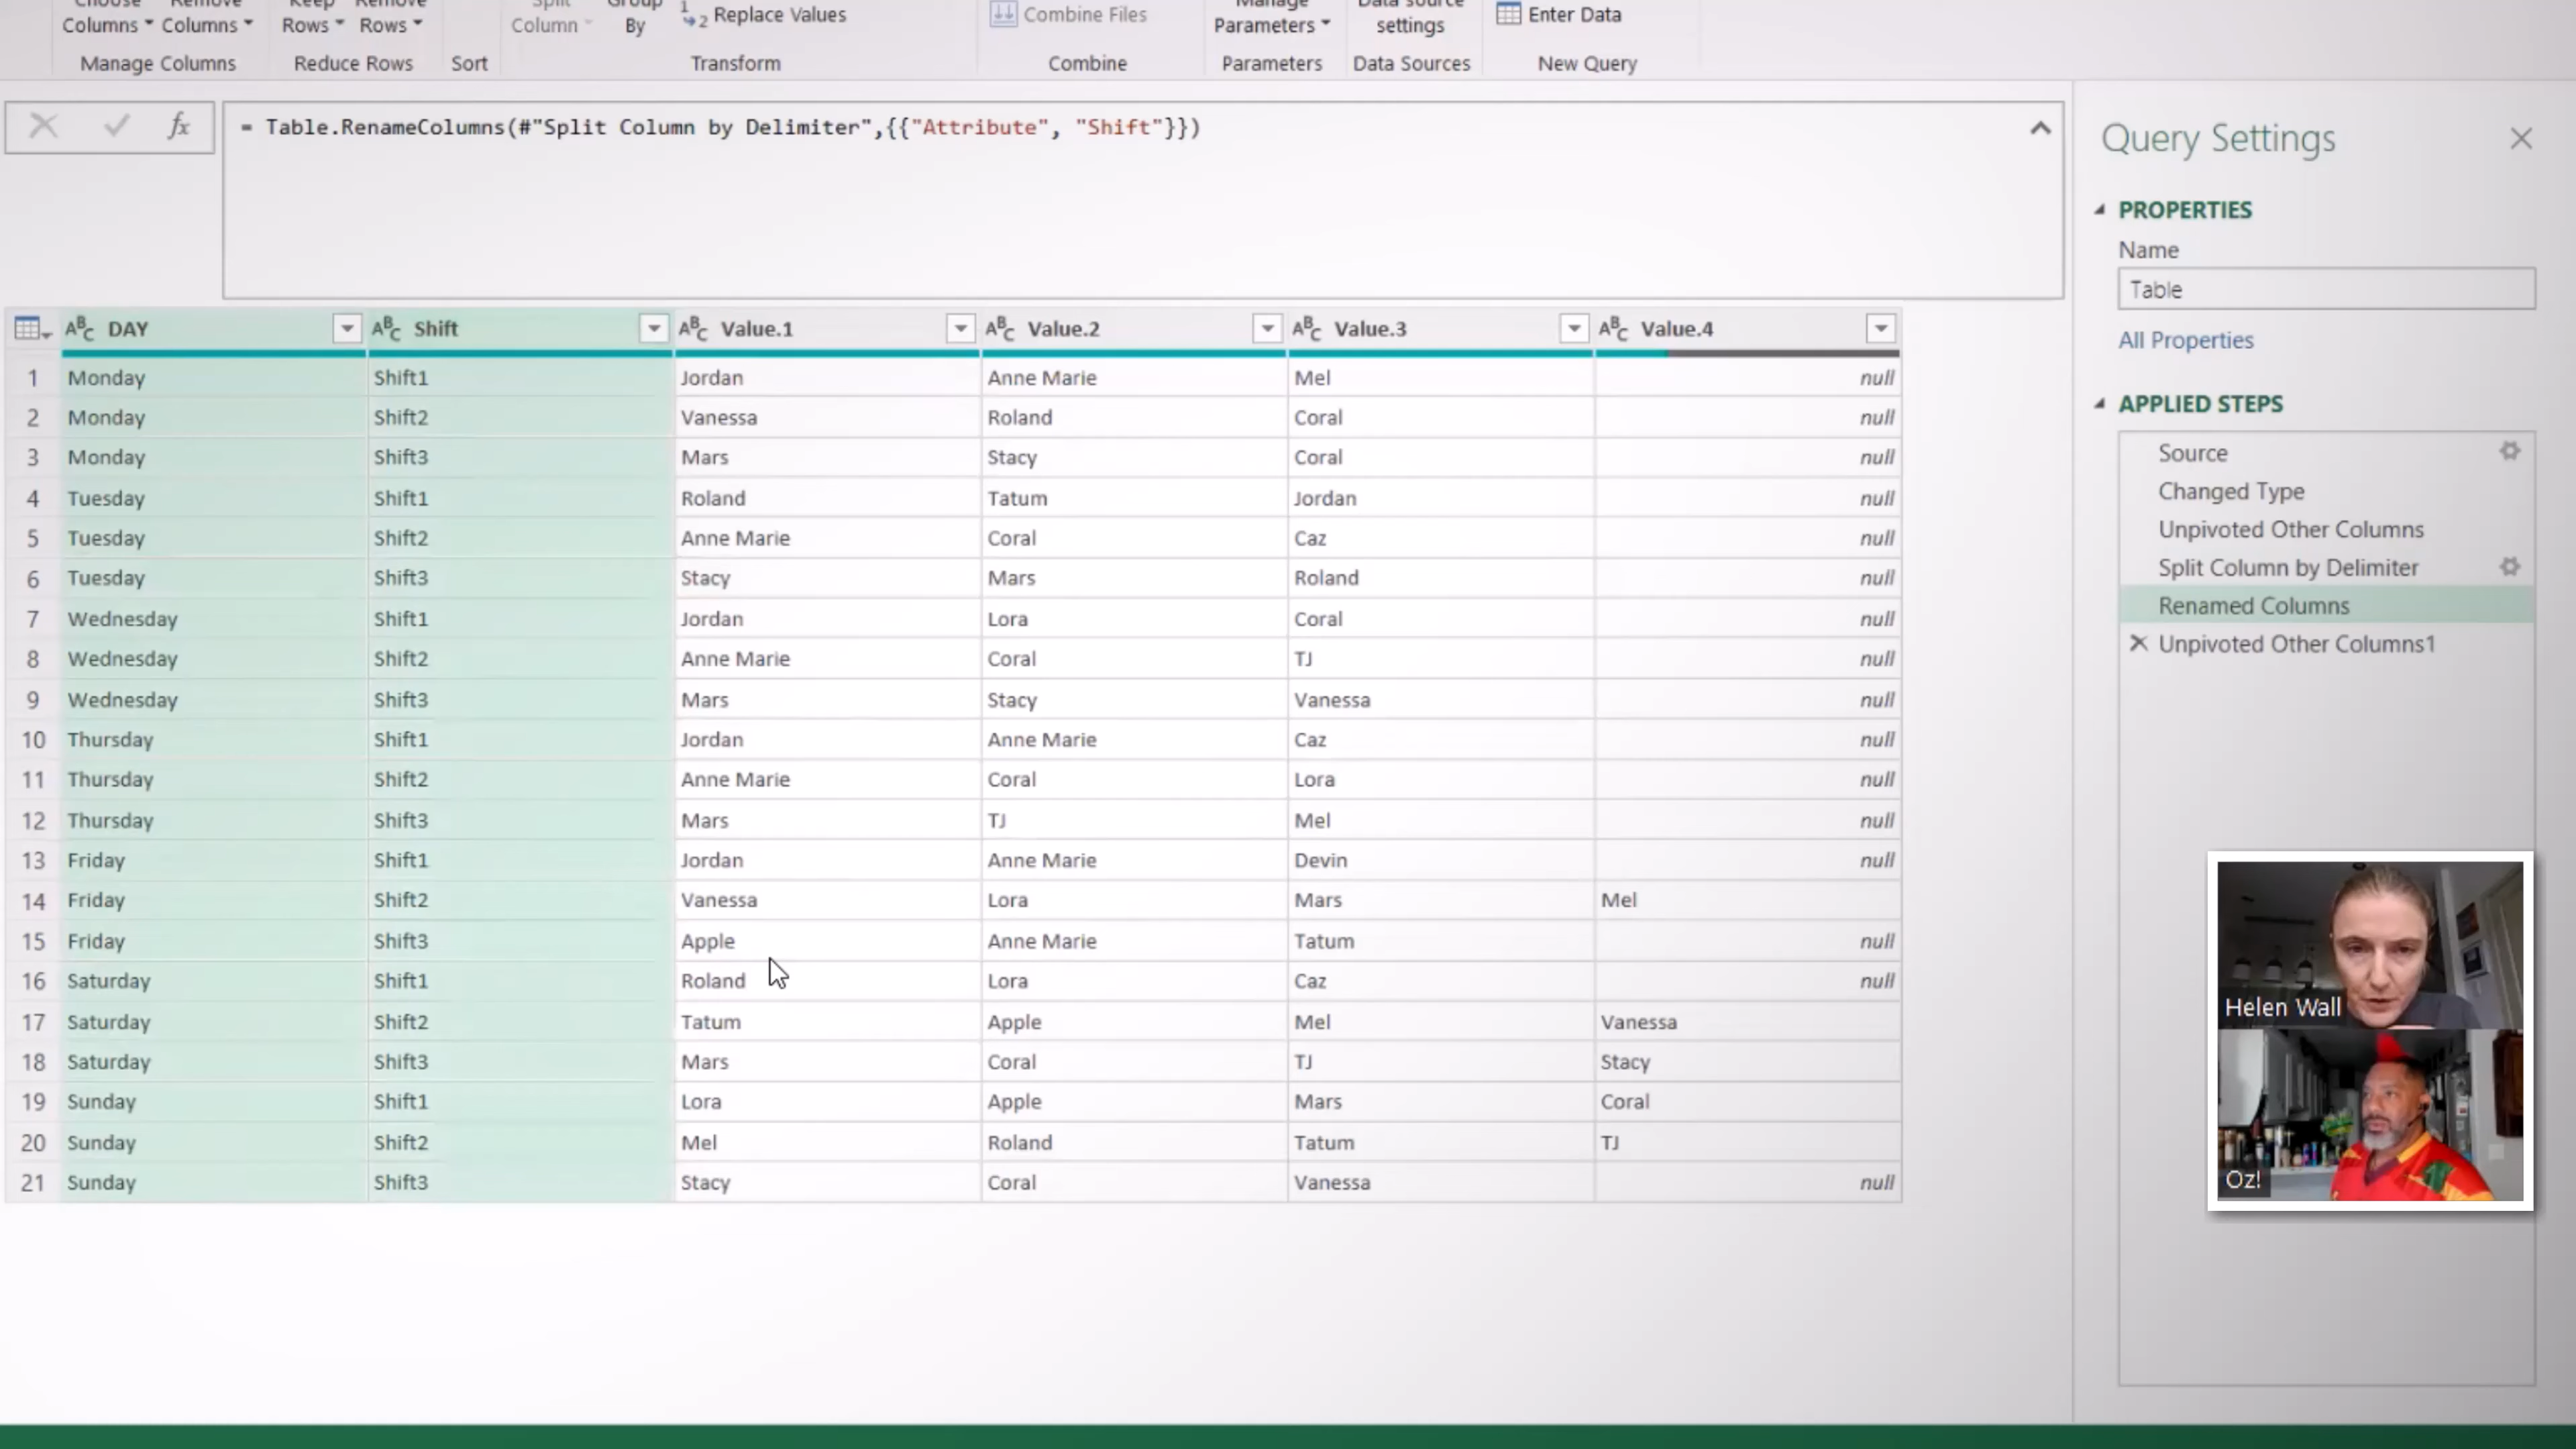 Choose Remove Keep Remove Split Group Replace Values Combine Files Manage Data source Enter Data
Columns Columns Rows Rows Column By Parameters settings
Manage Columns Reduce Rows Sort Transform Combine Parameters Data Sources New Query
fx = Table.RenameColumns(#"Split Column by Delimiter",{{"Attribute", "Shift"}})
DAY Shift Value.1 Value.2 Value.3 Value.4
1 Monday Shift1 Jordan Anne Marie Mel null
2 Monday Shift2 Vanessa Roland Coral null
3 Monday Shift3 Mars Stacy Coral null
4 Tuesday Shift1 Roland Tatum Jordan null
5 Tuesday Shift2 Anne Marie Coral Caz null
6 Tuesday Shift3 Stacy Mars Roland null
7 Wednesday Shift1 Jordan Lora Coral null
8 Wednesday Shift2 Anne Marie Coral TJ null
9 Wednesday Shift3 Mars Stacy Vanessa null
10 Thursday Shift1 Jordan Anne Marie Caz null
11 Thursday Shift2 Anne Marie Coral Lora null
12 Thursday Shift3 Mars TJ Mel null
13 Friday Shift1 Jordan Anne Marie Devin null
14 Friday Shift2 Vanessa Lora Mars Mel
15 Friday Shift3 Apple Anne Marie Tatum null
16 Saturday Shift1 Roland Lora Caz null
17 Saturday Shift2 Tatum Apple Mel Vanessa
18 Saturday Shift3 Mars Coral TJ Stacy
19 Sunday Shift1 Lora Apple Mars Coral
20 Sunday Shift2 Mel Roland Tatum TJ
21 Sunday Shift3 Stacy Coral Vanessa null
Query Settings
PROPERTIES
Name
Table
All Properties
APPLIED STEPS
Source
Changed Type
Unpivoted Other Columns
Split Column by Delimiter
Renamed Columns
Unpivoted Other Columns1
Helen Wall
Oz!